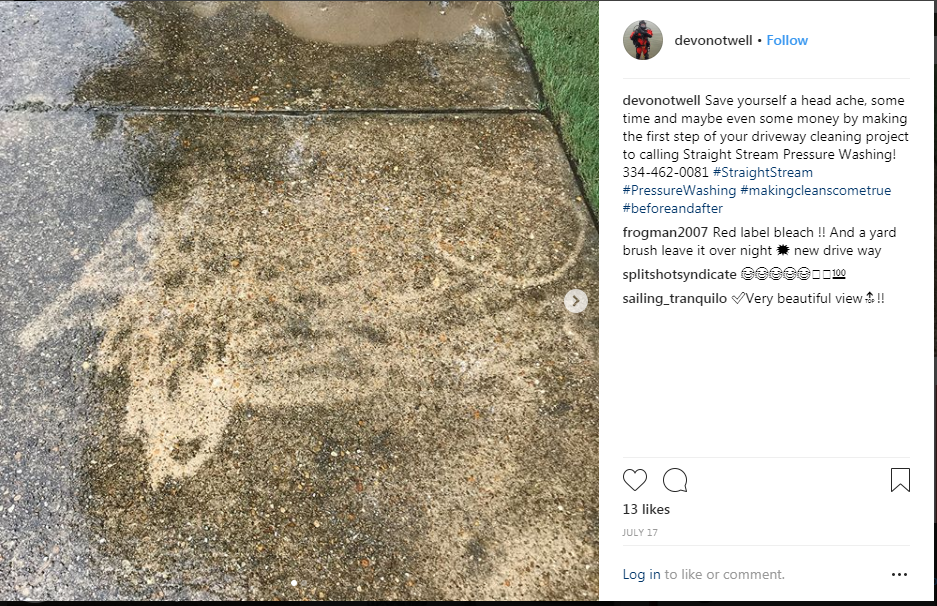 devonotwell • Follow
devonotwell Save yourself a head ache, some
time and maybe even some money by making
the first step of your driveway cleaning project
to calling Straight Stream Pressure Washing!
334-462-0081 #StraightStream
#PressureWashing #makingcleanscometrue
#beforeandafter
frogman2007 Red label bleach !! And a yard
brush leave it over night ✸ new drive way
splitshotsyndicate 😂😂😂😂😂▯▯💯
sailing_tranquilo ✅Very beautiful view🔝!!
13 likes
JULY 17
Log in to like or comment.